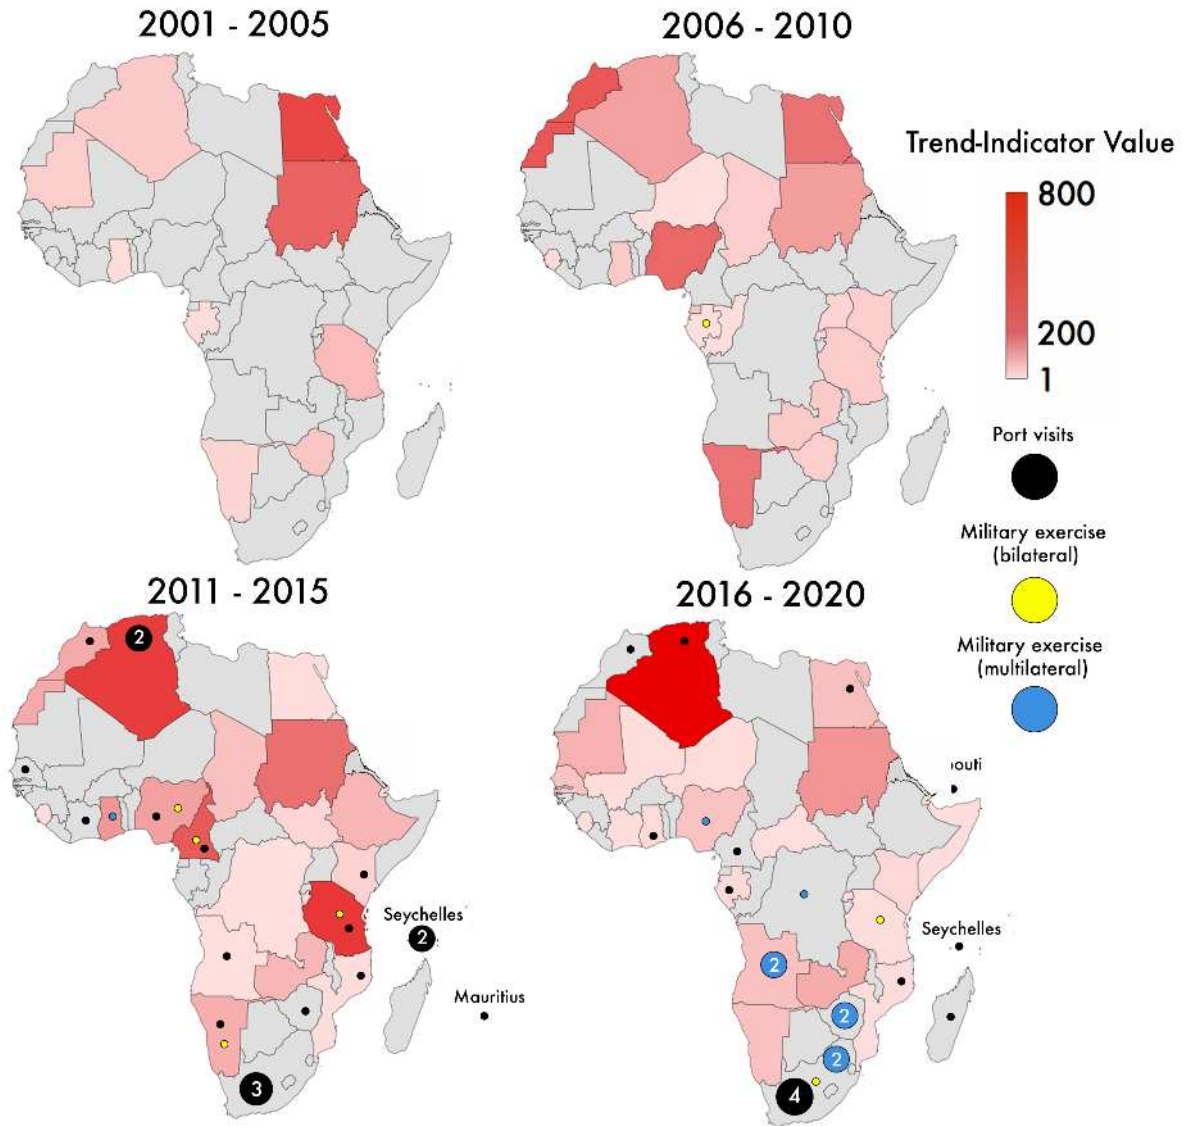 2001 - 2005
2006 - 2010
Trend-Indicator Value
800
200
1
Port visits
Military exercise
(bilateral)
Military exercise
(multilateral)
2011 - 2015
2
Seychelles
2
Mauritius
3
2016 - 2020
outi
Seychelles
2
2
2
4